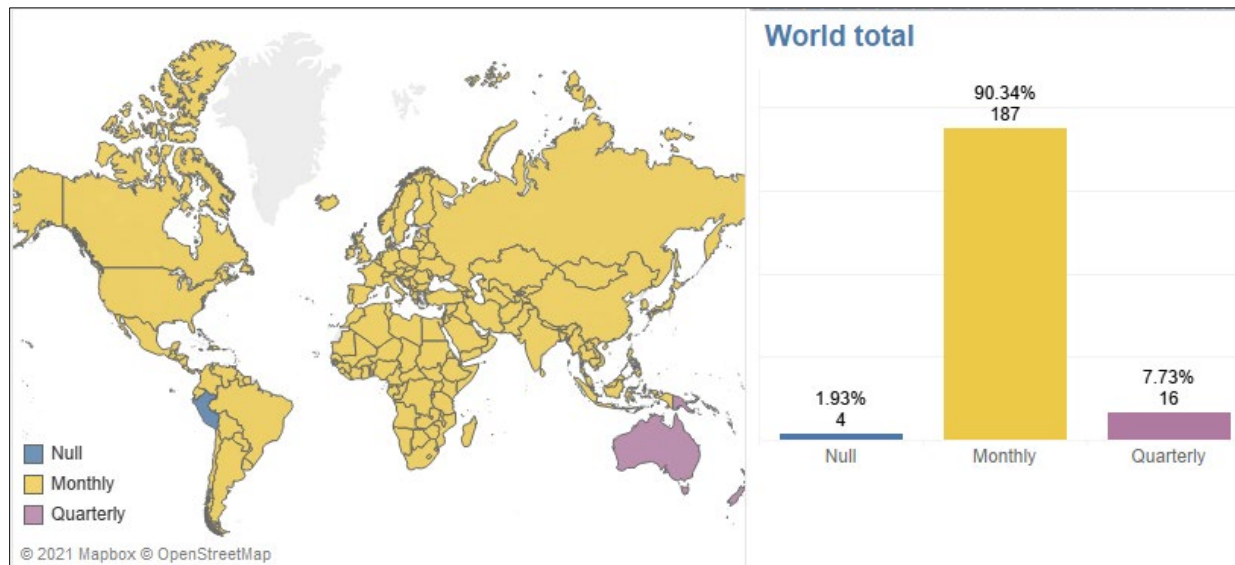 World total
90.34%
187
7.73%
16
1.93%
4
Null
Monthly
Quarterly
Null
Monthly
Quarterly
© 2021 Mapbox © OpenStreetMap